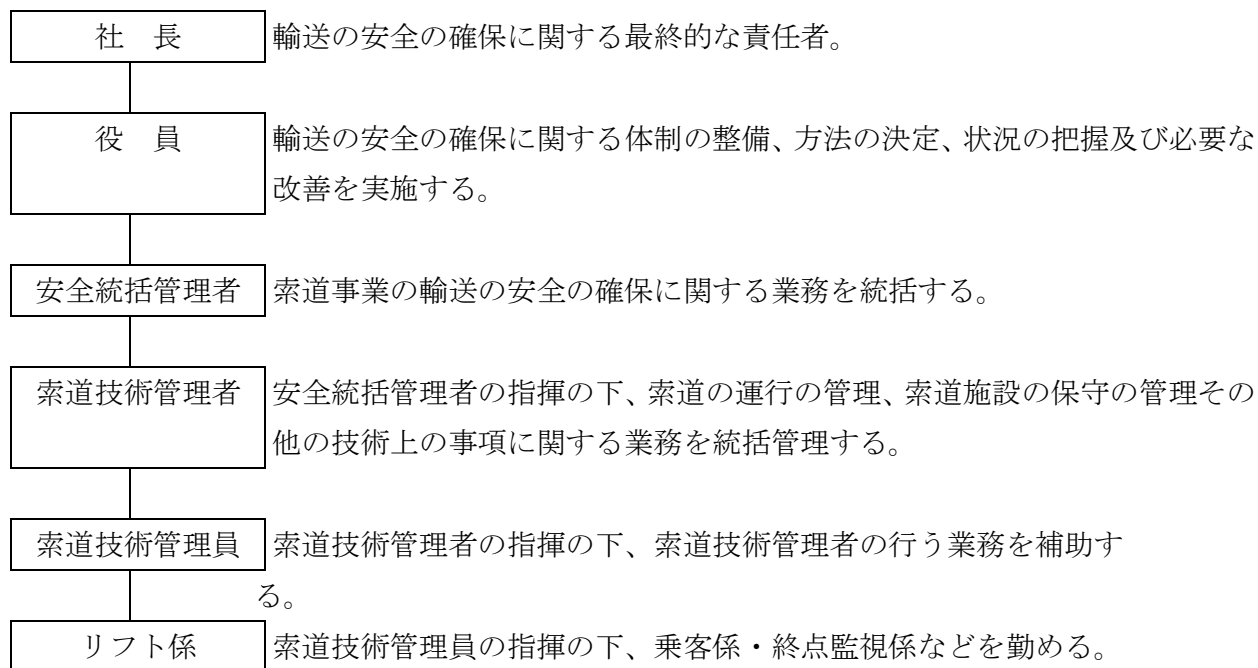 社　長　輸送の安全の確保に関する最終的な責任者。
役　員　輸送の安全の確保に関する体制の整備、方法の決定、状況の把握及び必要な
改善を実施する。
安全統括管理者　索道事業の輸送の安全の確保に関する業務を統括する。
索道技術管理者　安全統括管理者の指揮の下、索道の運行の管理、索道施設の保守の管理その
他の技術上の事項に関する業務を統括管理する。
索道技術管理員　索道技術管理者の指揮の下、索道技術管理者の行う業務を補助す
る。
リフト係　索道技術管理員の指揮の下、乗客係・終点監視係などを勤める。